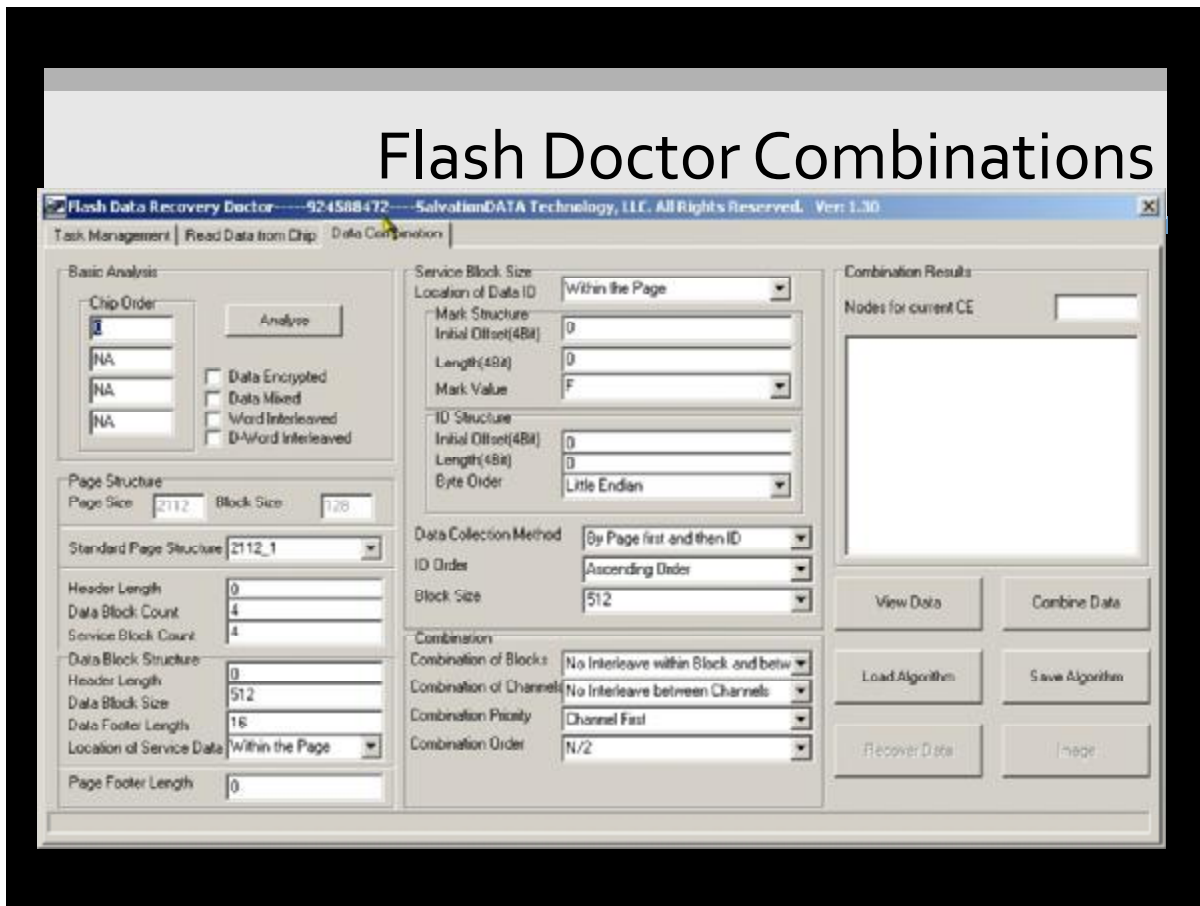 Flash Doctor Combinations
Flash Data Recovery Doctor------924588472----SalvationDATA Technology, LLC. All Rights Reserved. Ver: 1.30
Task Management
Read Data from Chip
Data Combination
Basic Analysis
Chip Order
0
NA
NA
NA
Analyse
Data Encrypted
Data Mixed
Word Interleaved
D-Word Interleaved
Page Structure
Page Size 2112 Block Size 128
Standard Page Structure 2112_1
Header Length 0
Data Block Count 4
Service Block Count 4
Data Block Structure
Header Length 0
Data Block Size 512
Data Footer Length 16
Location of Service Data Within the Page
Page Footer Length 0
Service Block Size
Location of Data ID Within the Page
Mark Structure
Initial Offset(4Bit) 0
Length(4Bit) 0
Mark Value F
ID Structure
Initial Offset(4Bit) 0
Length(4Bit) 0
Byte Order Little Endian
Data Collection Method By Page first and then ID
ID Order Ascending Order
Block Size 512
Combination
Combination of Blocks No Interleave within Block and betw
Combination of Channels No Interleave between Channels
Combination Priority Channel First
Combination Order N/2
Combination Results
Nodes for current CE
View Data
Combine Data
Load Algorithm
Save Algorithm
Recover Data
Image